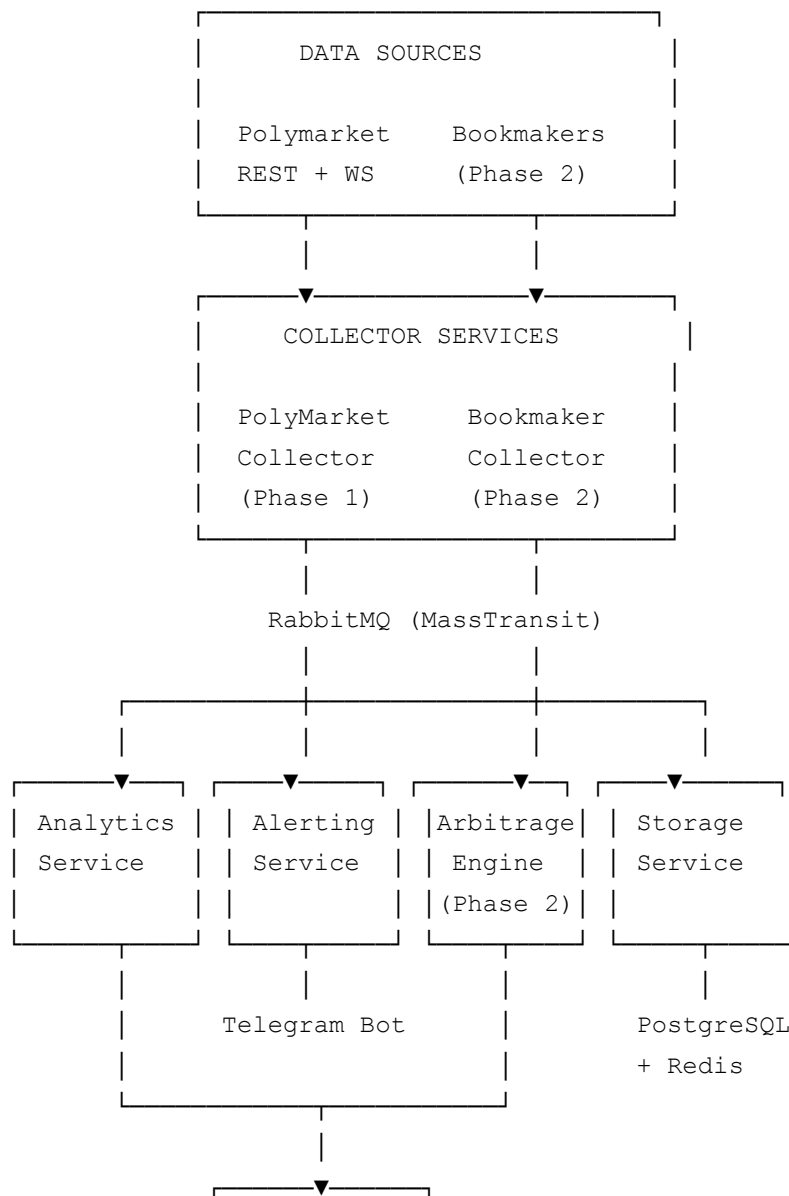 DATA SOURCES
Polymarket Bookmakers
REST + WS (Phase 2)
COLLECTOR SERVICES
PolyMarket Bookmaker
Collector Collector
(Phase 1) (Phase 2)
RabbitMQ (MassTransit)
Analytics Alerting Arbitrage Storage
Service Service Engine Service
(Phase 2)
Telegram Bot PostgreSQL
+ Redis